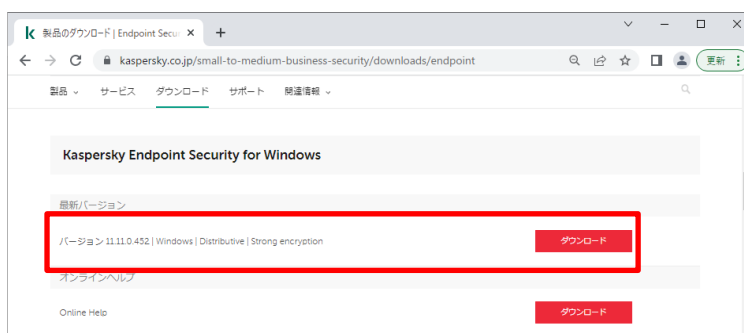 製品のダウンロード | Endpoint Secu
kaspersky.co.jp/small-to-medium-business-security/downloads/endpoint
更新
製品 サービス ダウンロード サポート 関連情報
Kaspersky Endpoint Security for Windows
最新バージョン
バージョン 11.11.0.452 | Windows | Distributive | Strong encryption ダウンロード
オンラインヘルプ
Online Help ダウンロード